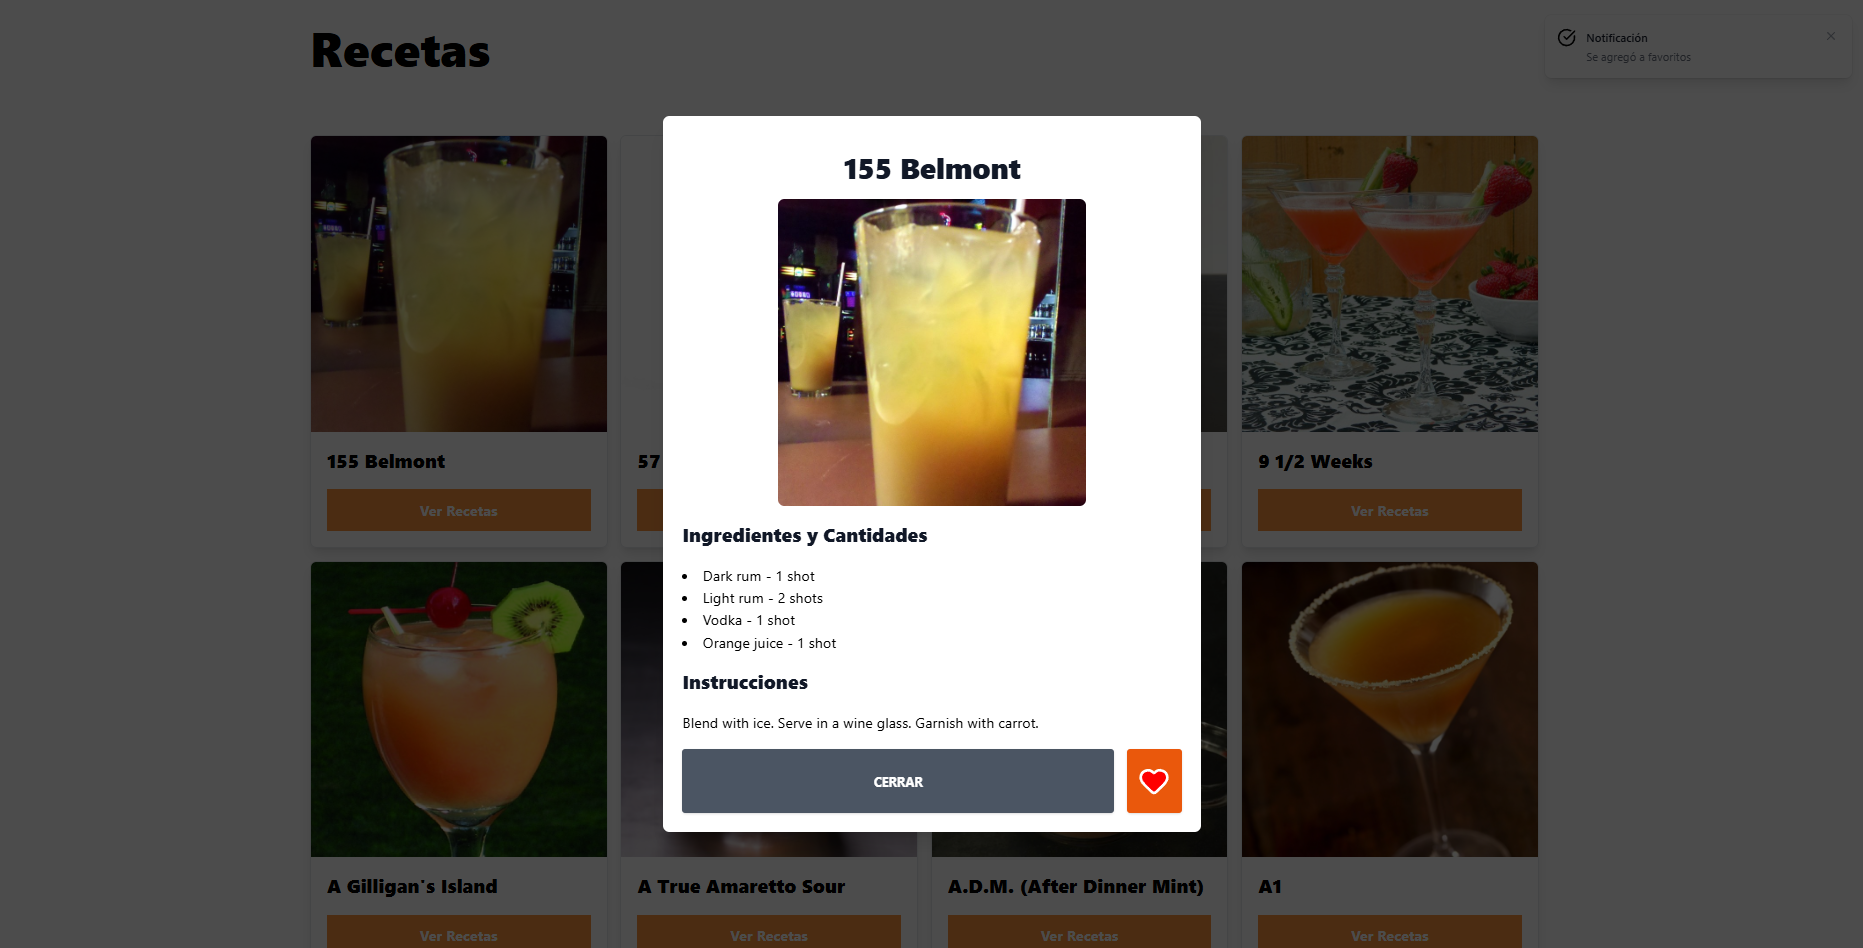 Recetas
Notificación
Se agregó a favoritos
155 Belmont
Ingredientes y Cantidades
Dark rum - 1 shot
Light rum - 2 shots
Vodka - 1 shot
Orange juice - 1 shot
Instrucciones
Blend with ice. Serve in a wine glass. Garnish with carrot.
CERRAR
155 Belmont
57
9 1/2 Weeks
Ver Recetas
Ver Recetas
A Gilligan's Island
A True Amaretto Sour
A.D.M. (After Dinner Mint)
A1
Ver Recetas
Ver Recetas
Ver Recetas
Ver Recetas